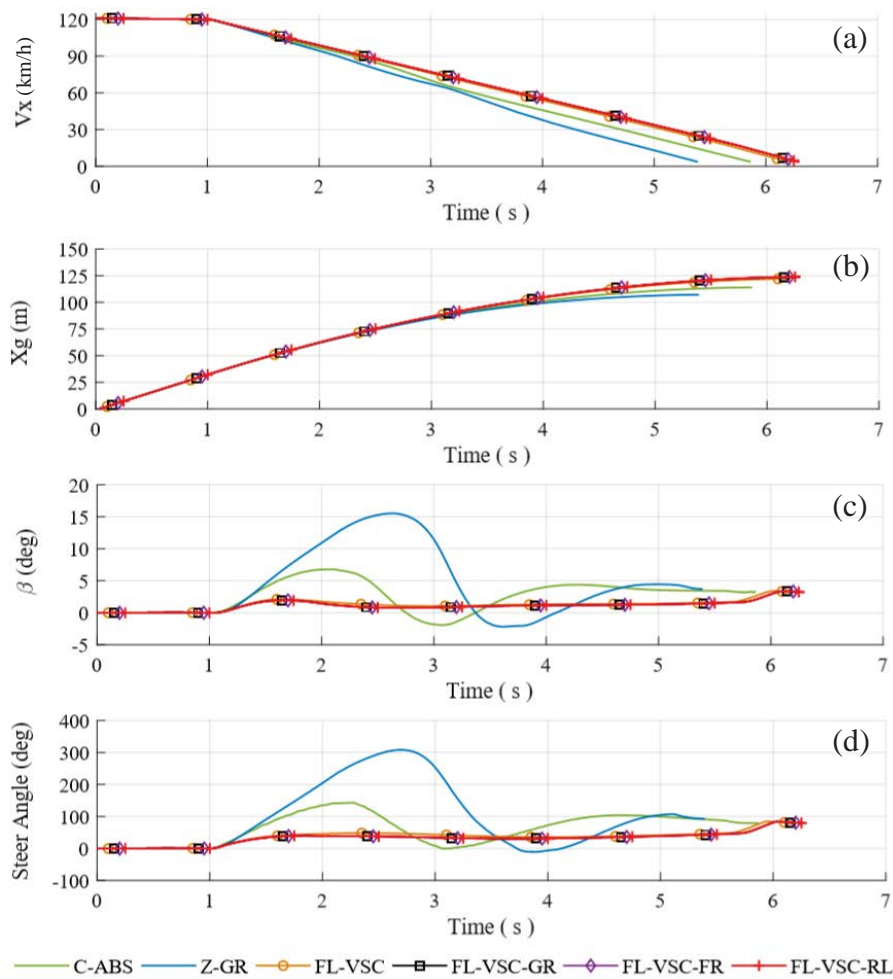 120
90
60
30
0
Vx (km/h)
(a)
0 1 2 3 4 5 6 7
Time ( s )
150
125
100
75
50
25
0
Xg (m)
(b)
0 1 2 3 4 5 6 7
Time ( s )
20
15
10
5
0
-5
β (deg)
(c)
0 1 2 3 4 5 6 7
Time ( s )
400
300
200
100
0
-100
Steer Angle (deg)
(d)
0 1 2 3 4 5 6 7
Time ( s )
C-ABS Z-GR FL-VSC FL-VSC-GR FL-VSC-FR FL-VSC-RI